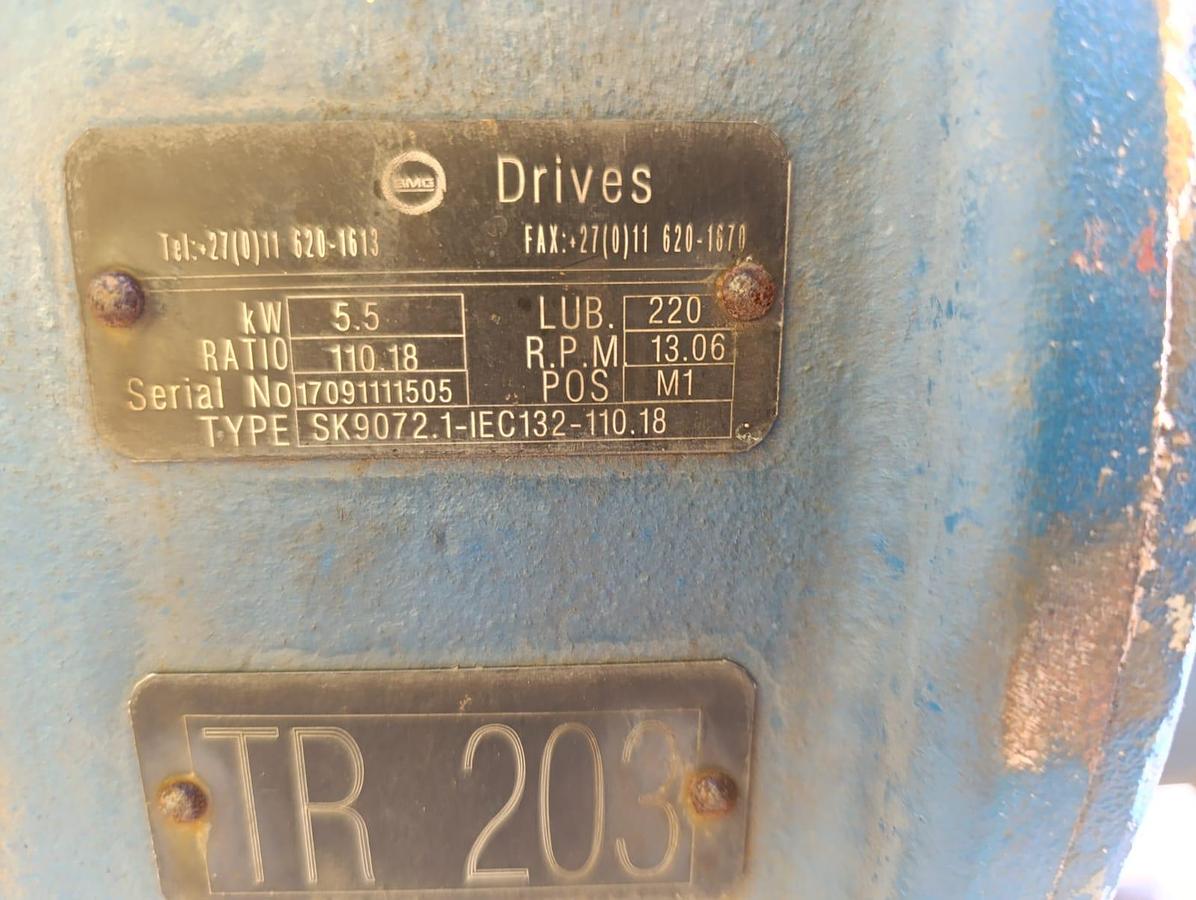 BMG Drives
Tel:+27(0)11 620-1613 FAX:+27(0)11 620-1670
kW 5.5 LUB. 220
RATIO 110.18 R.P.M 13.06
Serial No 17091111505 POS M1
TYPE SK9072.1-IEC132-110.18
TR 203